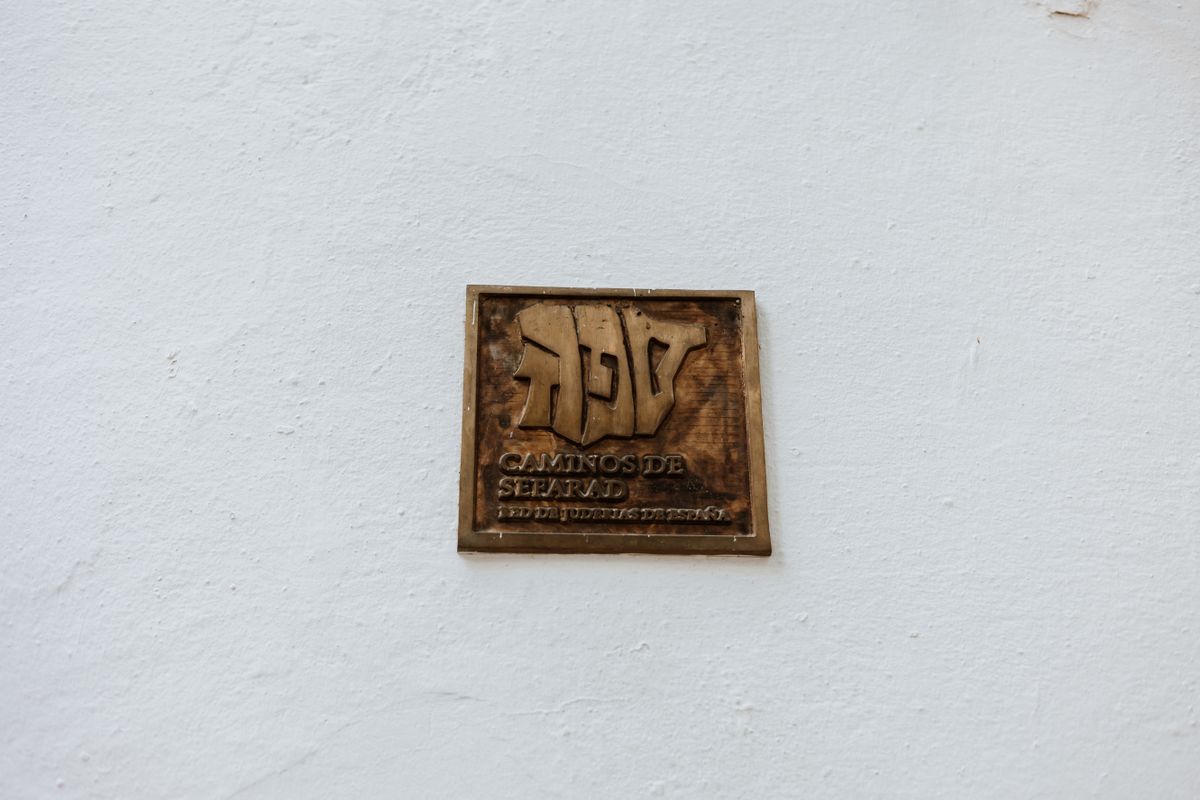 ספרד
CAMINOS DE
SEFARAD
RED DE JUDERIAS DE ESPAÑA